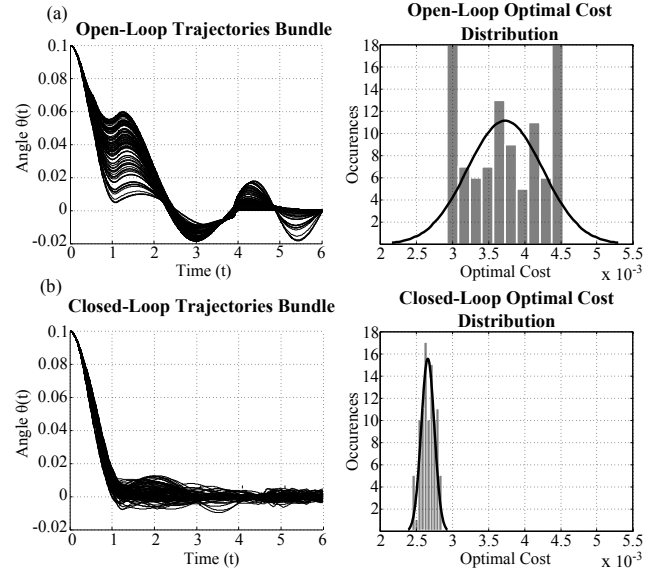 (a)
Open-Loop Trajectories Bundle
0.1
0.08
0.06
0.04
0.02
0
-0.02
Angle θ(t)
0 1 2 3 4 5 6
Time (t)
Open-Loop Optimal Cost
Distribution
18
16
14
12
10
8
6
4
2
Occurences
2 2.5 3 3.5 4 4.5 5 5.5
Optimal Cost
x 10⁻³
(b)
Closed-Loop Trajectories Bundle
0.1
0.08
0.06
0.04
0.02
0
-0.02
Angle θ(t)
0 1 2 3 4 5 6
Time (t)
Closed-Loop Optimal Cost
Distribution
18
16
14
12
10
8
6
4
2
0
Occurences
2 2.5 3 3.5 4 4.5 5 5.5
Optimal Cost
x 10⁻³